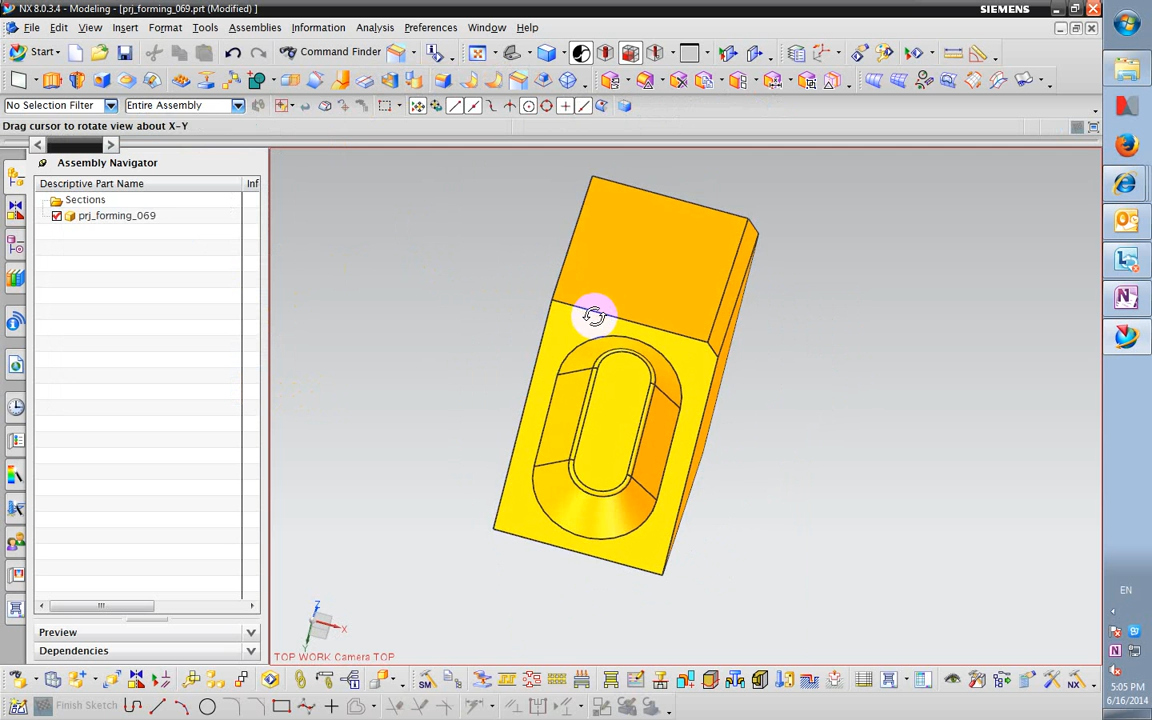 NX 8.0.3.4 - Modeling - [prj_forming_069.prt (Modified) ]
SIEMENS
File Edit View Insert Format Tools Assemblies Information Analysis Preferences Window Help
Start
Command Finder
No Selection Filter
Entire Assembly
Drag cursor to rotate view about X-Y
Assembly Navigator
Descriptive Part Name
Inf
Sections
prj_forming_069
Preview
Dependencies
Z
X
Y
TOP WORK Camera TOP
SM
NX
Finish Sketch
EN
5:05 PM
6/16/2014